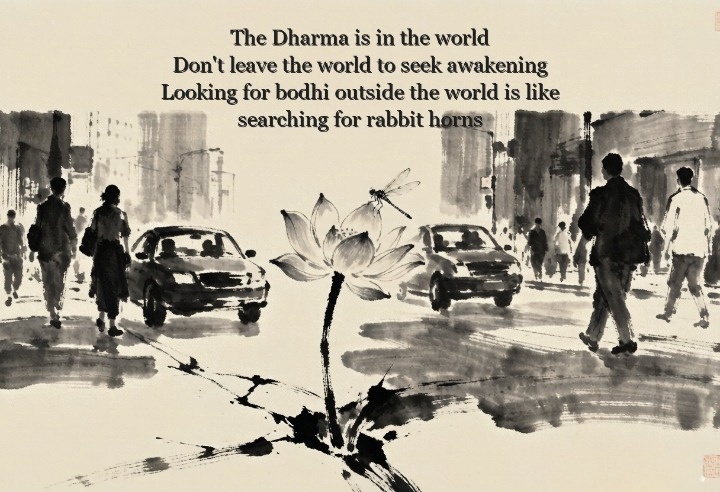 The Dharma is in the world
Don't leave the world to seek awakening
Looking for bodhi outside the world is like
searching for rabbit horns